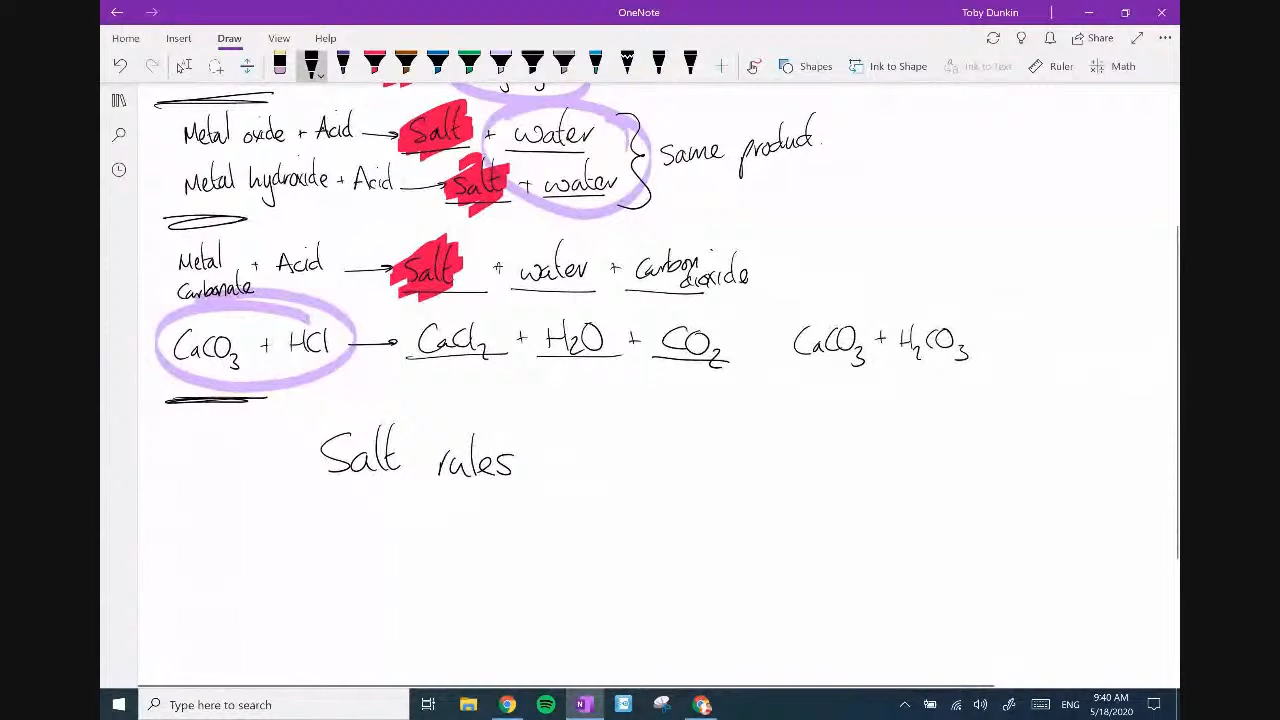 OneNote
Toby Dunkin
Home Insert Draw View Help
Share
Shapes Ink to Shape Ink to Text Ruler Math
Metal oxide + Acid → Salt + water
Metal hydroxide + Acid → Salt + water
Same product.
Metal Carbonate + Acid → Salt + water + Carbon dioxide
CaCO₃ + HCl → CaCl₂ + H₂O + CO₂ CaCO₃ + H₂CO₃
Salt rules
Type here to search
ENG
9:40 AM
5/18/2020